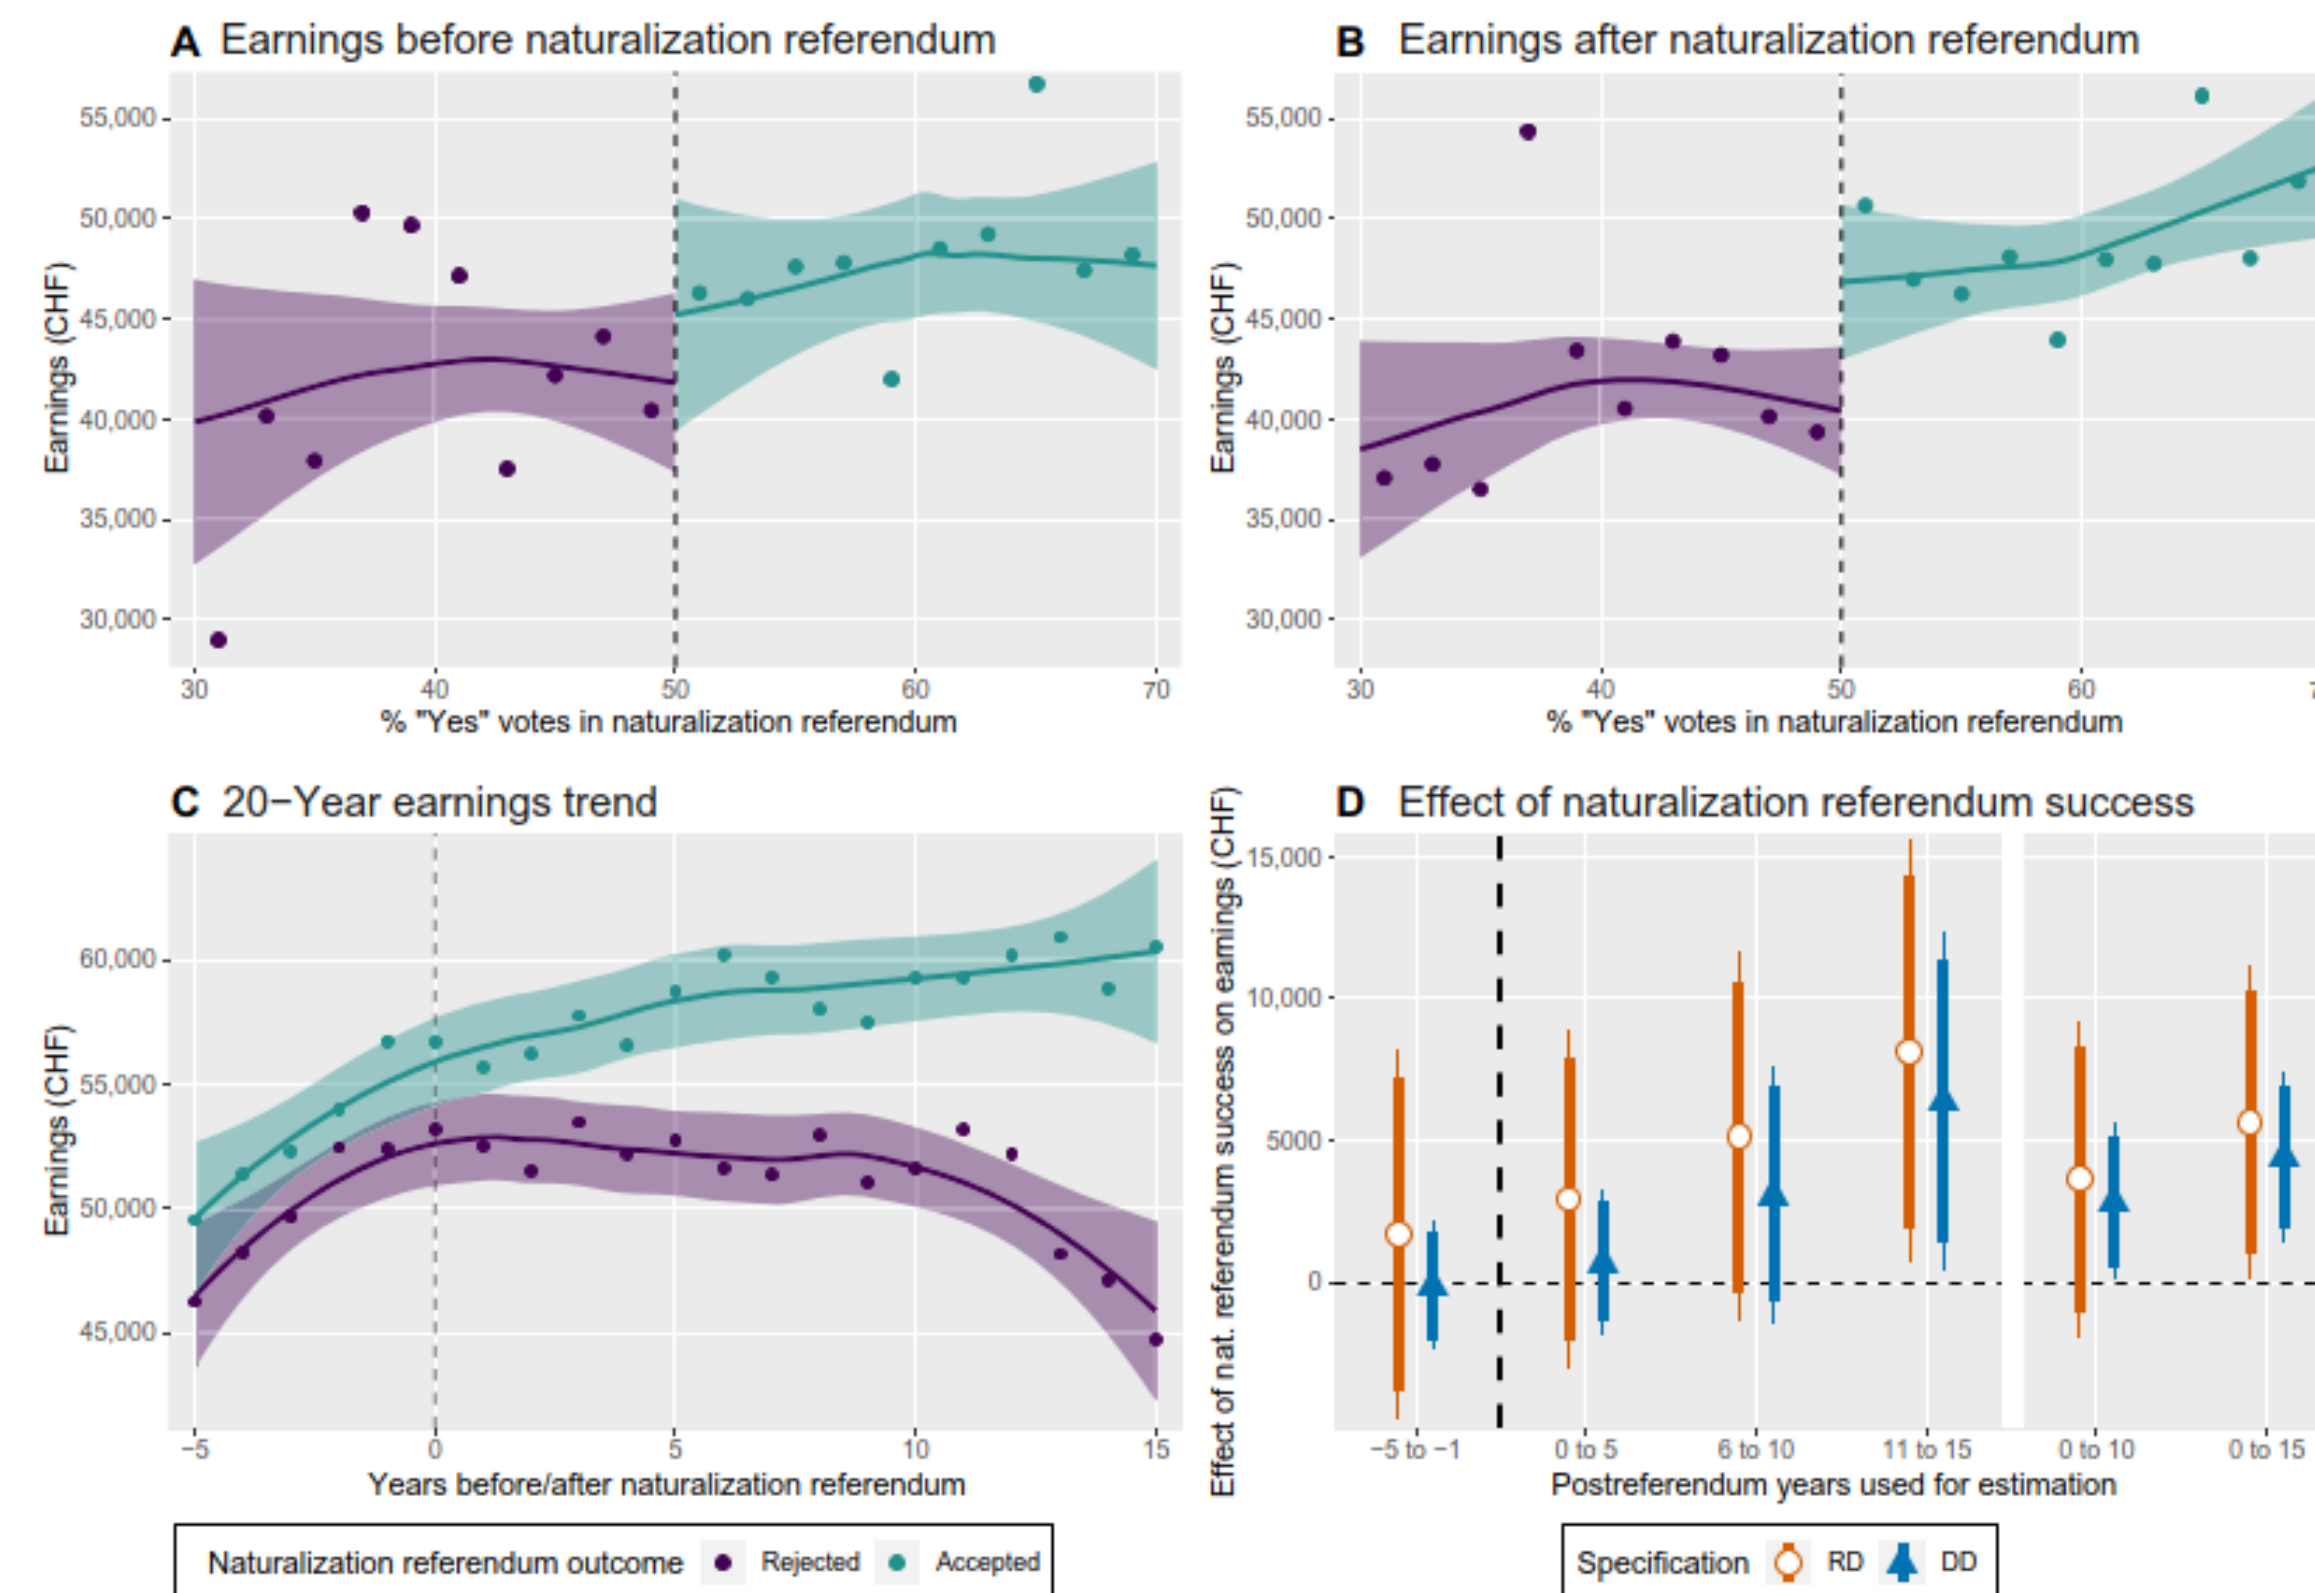 A Earnings before naturalization referendum
Earnings (CHF)
55,000
50,000
45,000
40,000
35,000
30,000
30 40 50 60 70
% "Yes" votes in naturalization referendum
B Earnings after naturalization referendum
Earnings (CHF)
55,000
50,000
45,000
40,000
35,000
30,000
30 40 50 60
% "Yes" votes in naturalization referendum
C 20−Year earnings trend
Earnings (CHF)
60,000
55,000
50,000
45,000
−5 0 5 10 15
Years before/after naturalization referendum
Naturalization referendum outcome Rejected Accepted
D Effect of naturalization referendum success
Effect of nat. referendum success on earnings (CHF)
15,000
10,000
5000
0
−5 to −1 0 to 5 6 to 10 11 to 15 0 to 10 0 to 15
Postreferendum years used for estimation
Specification RD DD